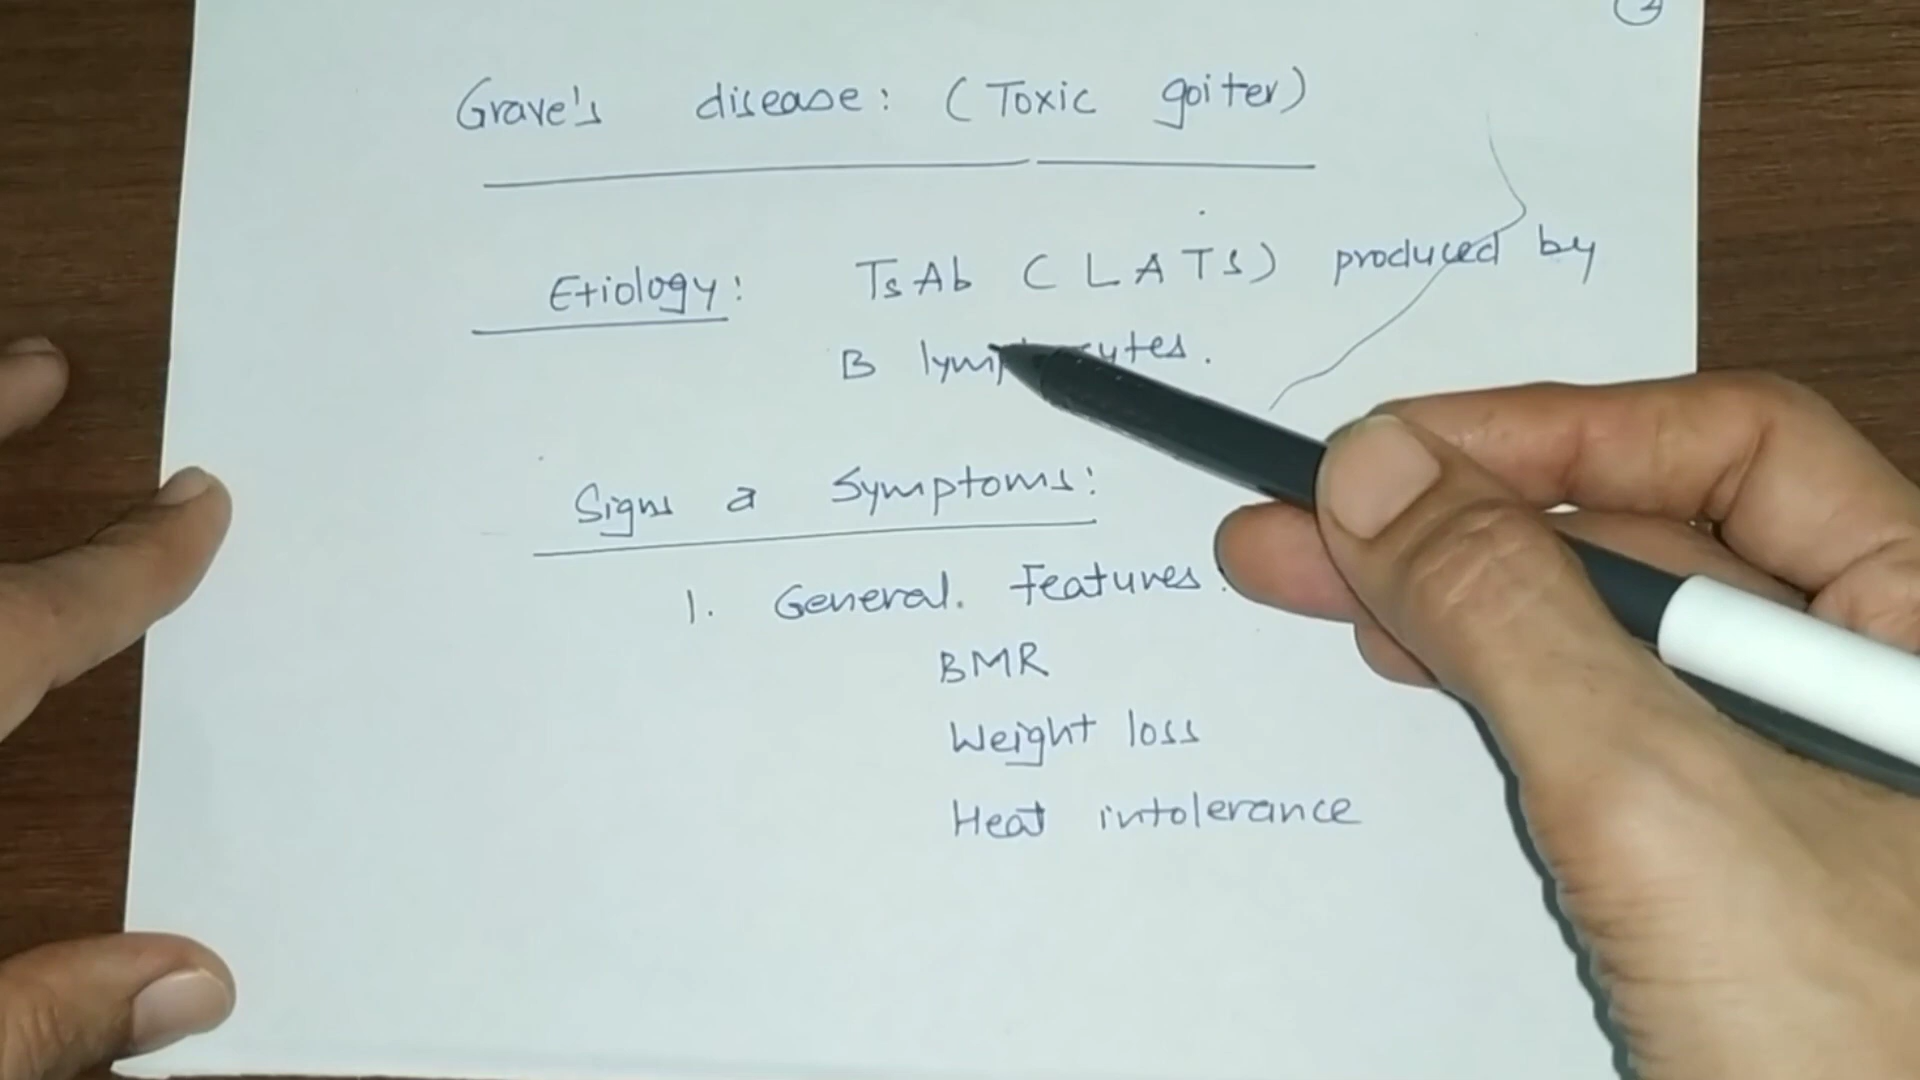 Grave's disease: (Toxic goiter)
Etiology: TsAb (LATS) produced by
B
Signs a Symptoms:
1. General. Features.
BMR
Weight loss
Heat intolerance